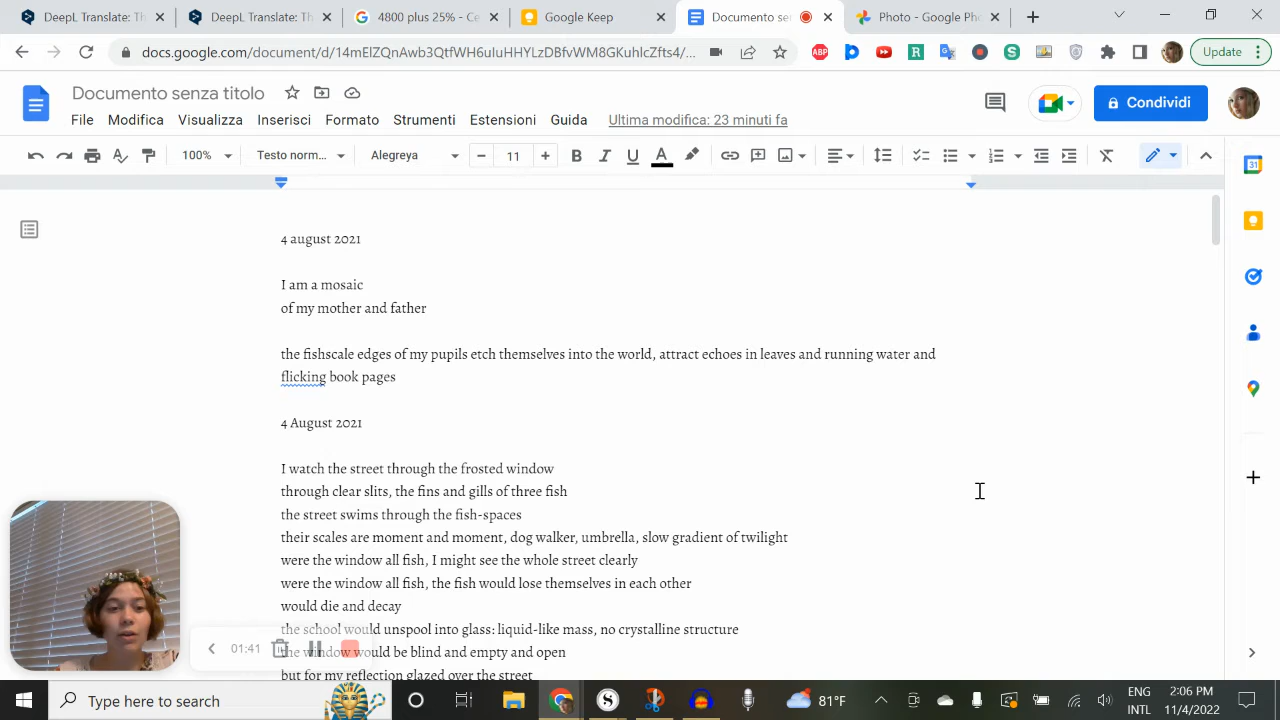 DeepL Translate: Th
DeepL Translate: Th
4800 plus25% - Ce
Google Keep
Documento sen
Photo - Google Pho
docs.google.com/document/d/14mEIZQnAwb3QtfWH6uIuHHYLzDBfvWM8GKuhlcZfts4/...
ABP
R
S
Update
Documento senza titolo
File Modifica Visualizza Inserisci Formato Strumenti Estensioni Guida Ultima modifica: 23 minuti fa
Condividi
100% Testo norm... Alegreya 11 B I U A
31
4 august 2021
I am a mosaic
of my mother and father
the fishscale edges of my pupils etch themselves into the world, attract echoes in leaves and running water and
flicking book pages
4 August 2021
I watch the street through the frosted window
through clear slits, the fins and gills of three fish
the street swims through the fish-spaces
their scales are moment and moment, dog walker, umbrella, slow gradient of twilight
were the window all fish, I might see the whole street clearly
were the window all fish, the fish would lose themselves in each other
would die and decay
the school would unspool into glass: liquid-like mass, no crystalline structure
the window would be blind and empty and open
but for my reflection glazed over the street
01:41
Type here to search
S
81°F
ENG
INTL
2:06 PM
11/4/2022